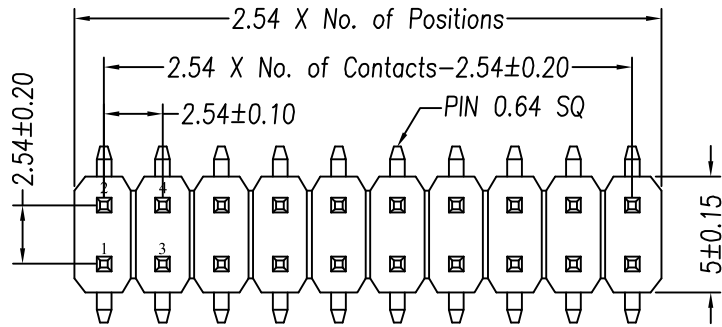 2.54 X No. of Positions
2.54 X No. of Contacts-2.54±0.20
2.54±0.10
PIN 0.64 SQ
2.54±0.20
2 4
1 3
5±0.15